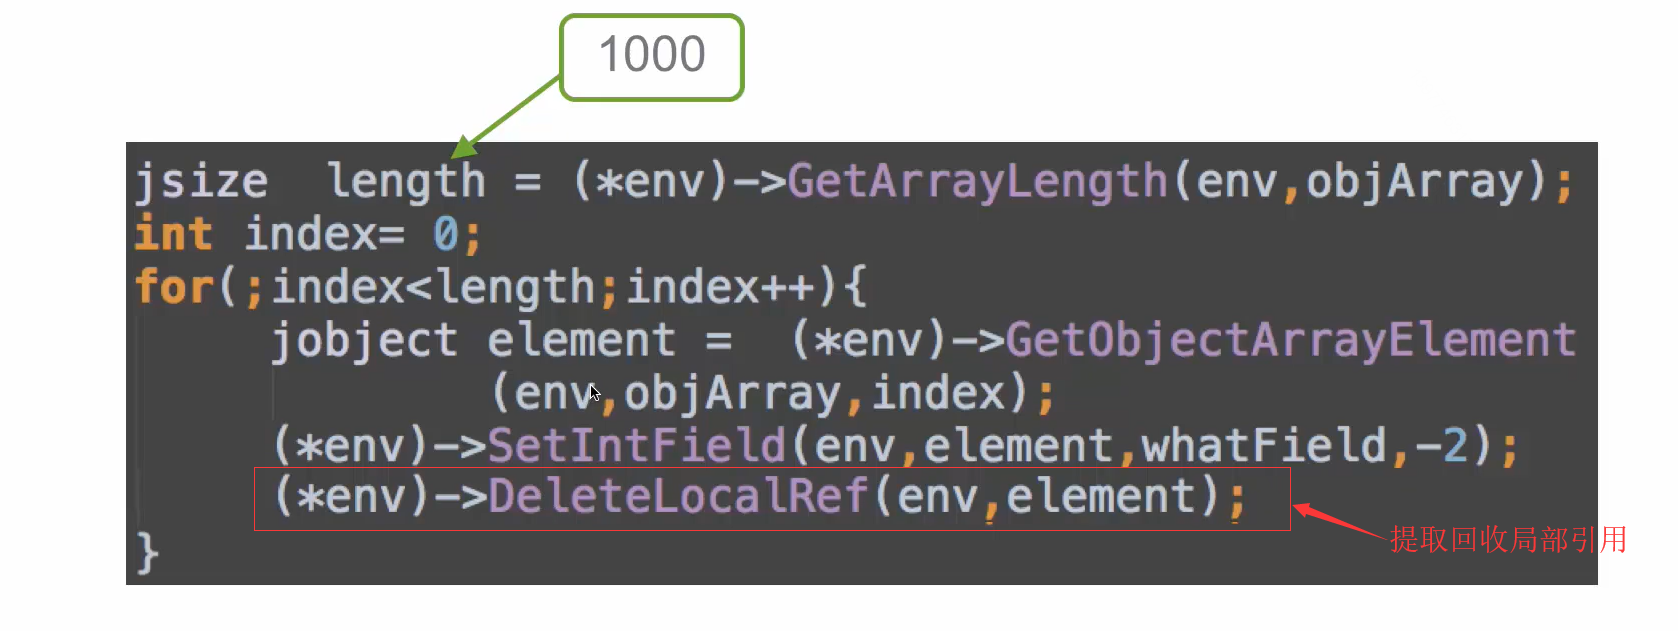 1000
jsize  length = (*env)->GetArrayLength(env,objArray);
int index= 0;
for(;index<length;index++){
jobject element =  (*env)->GetObjectArrayElement
(env,objArray,index);
(*env)->SetIntField(env,element,whatField,-2);
(*env)->DeleteLocalRef(env,element);
提取回收局部引用
}